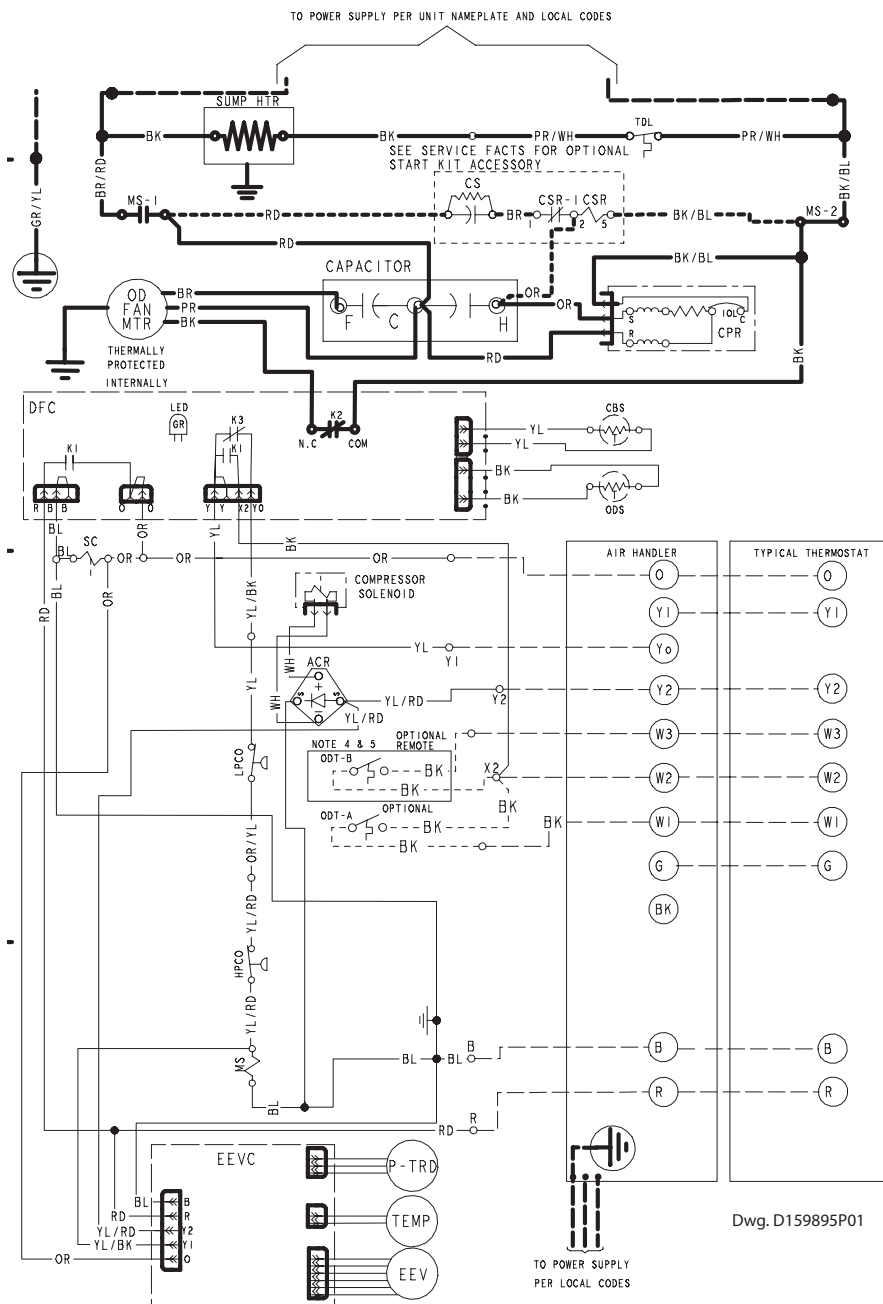 TO POWER SUPPLY PER UNIT NAMEPLATE AND LOCAL CODES
SUMP HTR
TDL
BK
BK
PR/WH
PR/WH
SEE SERVICE FACTS FOR OPTIONAL
START KIT ACCESSORY
GR/YL
BR/RD
BK/BL
CS
CSR-1 CSR
MS-1
RD
BR
1
2
5
BK/BL
MS-2
RD
BK/BL
CAPACITOR
OR
OR
OD
FAN
MTR
BR
PR
BK
F
C
H
S
R
IOL
C
CPR
RD
BK
THERMALLY
PROTECTED
INTERNALLY
DFC
LED
GR
K3
K2
K1
K1
N.C
COM
YL
YL
CBS
BK
BK
ODS
R
B
B
O
O
Y
Y
X2
YO
BL
OR
YL
BK
SC
BL
OR
OR
OR
AIR HANDLER
TYPICAL THERMOSTAT
RD
BL
OR
YL/BK
COMPRESSOR
SOLENOID
O
O
Y1
Y1
YL
Y1
Yo
YL
WH
ACR
+
S
S
-
WH
YL/RD
Y2
Y2
Y2
YL/RD
NOTE 4 & 5
OPTIONAL
REMOTE
W3
W3
LPCO
ODT-B
BK
BK
X2
W2
W2
BK
ODT-A
OPTIONAL
BK
BK
BK
W1
W1
OR/YL
G
G
YL/RD
BK
HPCO
YL/RD
MS
BL
BL
B
B
B
BL
R
R
RD
R
EEVC
P-TRD
BL
B
RD
R
YL/RD
Y2
YL/BK
Y1
OR
O
TEMP
EEV
Dwg. D159895P01
TO POWER SUPPLY
PER LOCAL CODES